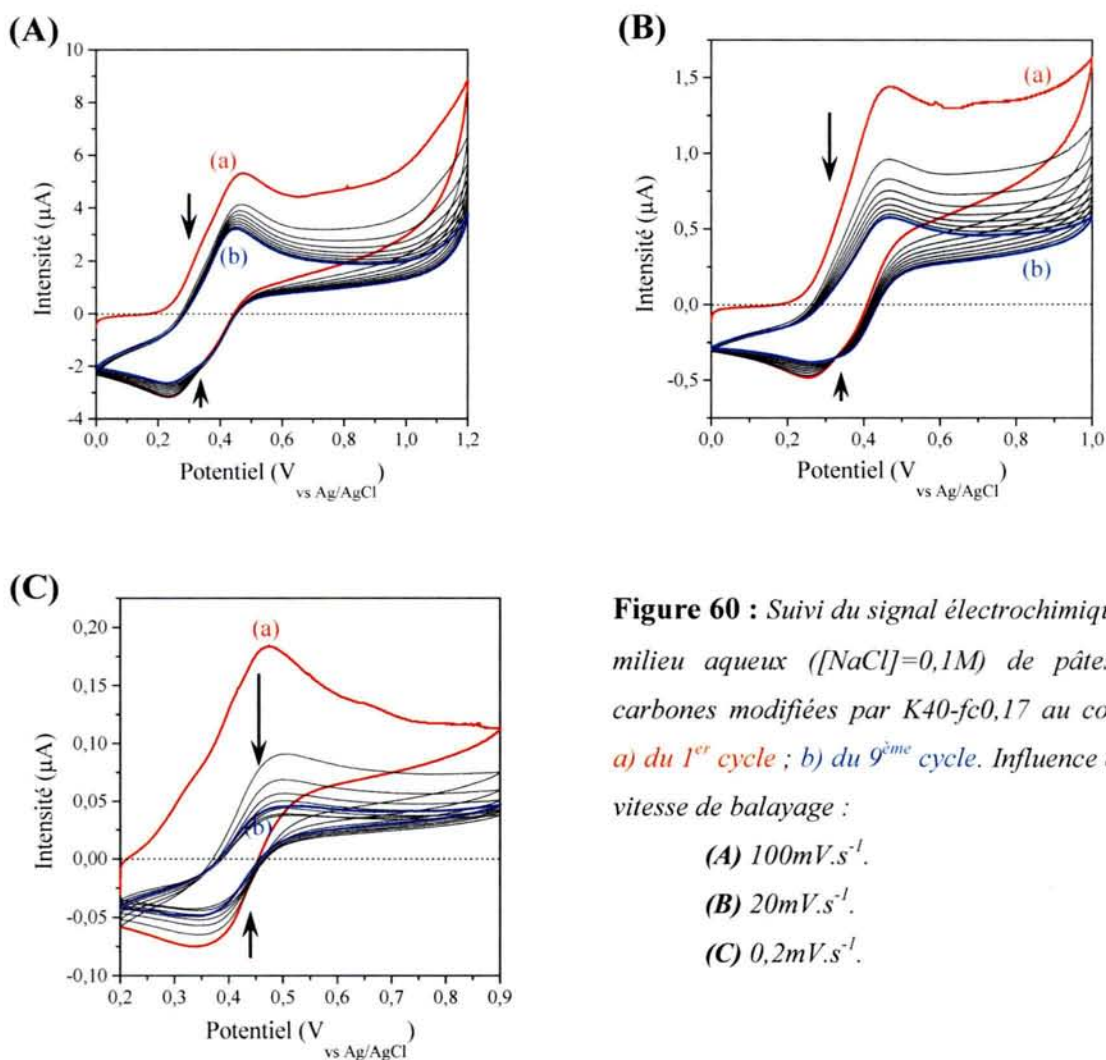 (A)
10
8
6
4
2
0
-2
-4
Intensité (µA)
(a)
(b)
0,0 0,2 0,4 0,6 0,8 1,0 1,2
Potentiel (V vs Ag/AgCl)
(B)
1,5
1,0
0,5
0,0
-0,5
Intensité (µA)
(a)
(b)
0,0 0,2 0,4 0,6 0,8 1,0
Potentiel (V vs Ag/AgCl)
(C)
0,20
0,15
0,10
0,05
0,00
-0,05
-0,10
Intensité (µA)
(a)
(b)
0,2 0,3 0,4 0,5 0,6 0,7 0,8 0,9
Potentiel (V vs Ag/AgCl)
Figure 60 : Suivi du signal électrochimiq
milieu aqueux ([NaCl]=0,1M) de pâte
carbones modifiées par K40-fc0,17 au co
a) du 1er cycle ; b) du 9ème cycle. Influence
vitesse de balayage :
(A) 100mV.s-1.
(B) 20mV.s-1.
(C) 0,2mV.s-1.